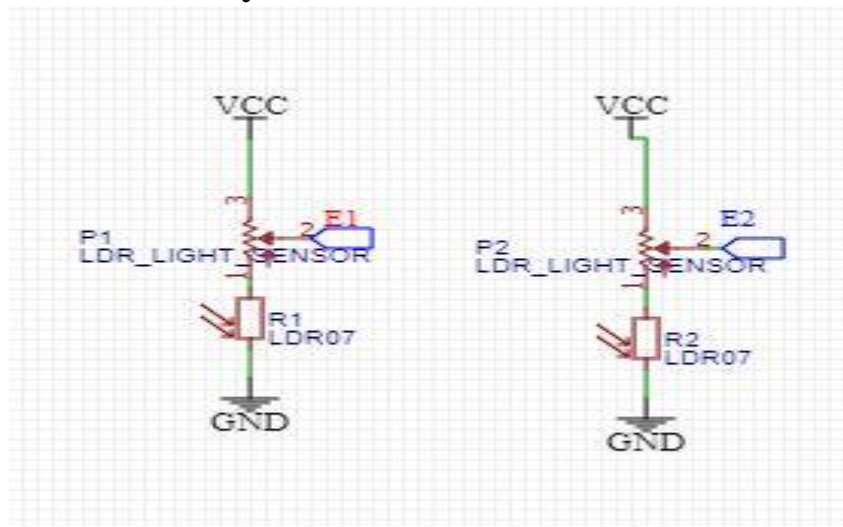 VCC
3
2
E1
P1
LDR_LIGHT_SENSOR
1
R1
LDR07
GND
VCC
3
2
E2
P2
LDR_LIGHT_SENSOR
1
R2
LDR07
GND